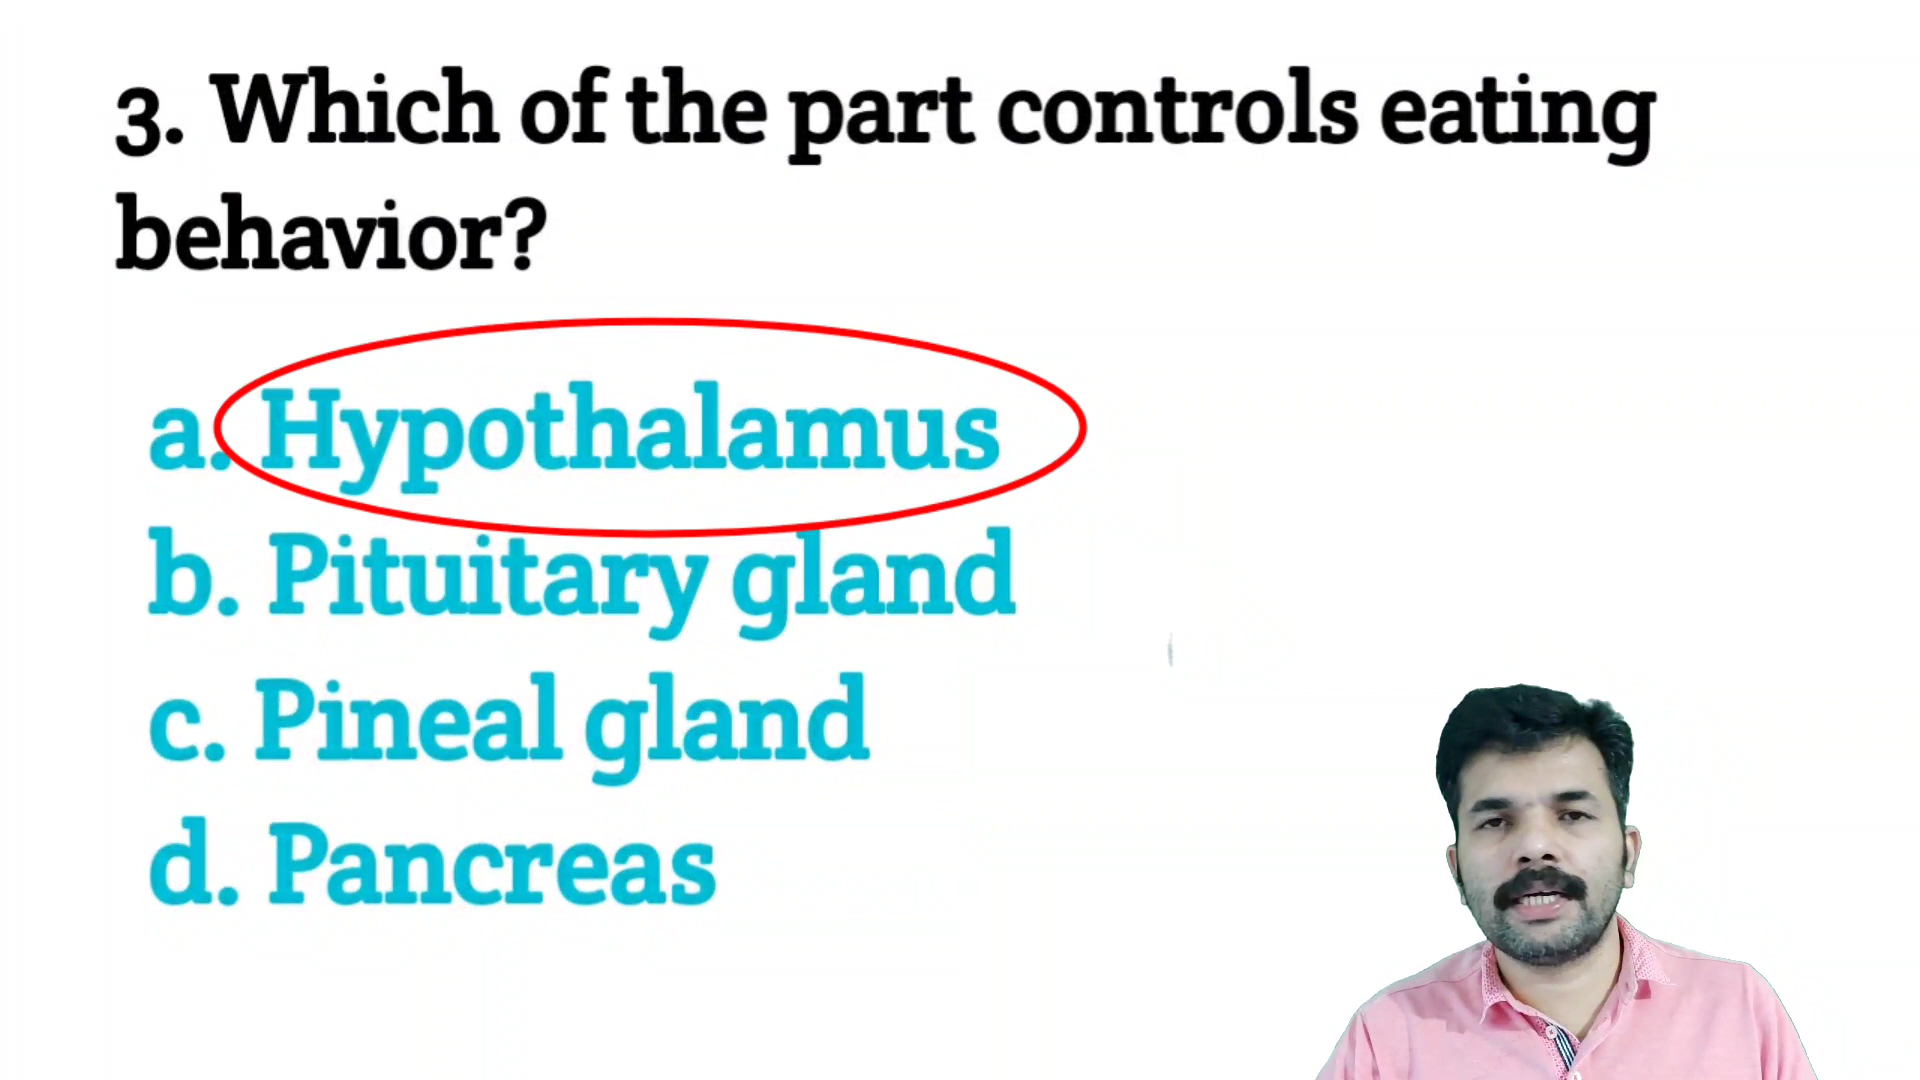 3. Which of the part controls eating
behavior?
a. Hypothalamus
b. Pituitary gland
c. Pineal gland
d. Pancreas